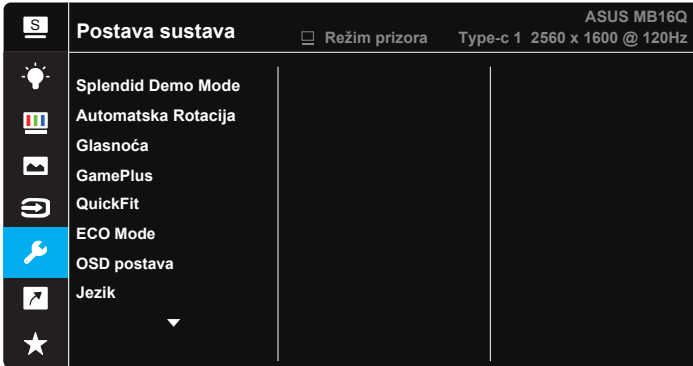 S
Postava sustava
ASUS MB16Q
Režim prizora Type-c 1 2560 x 1600 @ 120Hz
Splendid Demo Mode
Automatska Rotacija
Glasnoća
GamePlus
QuickFit
ECO Mode
OSD postava
Jezik